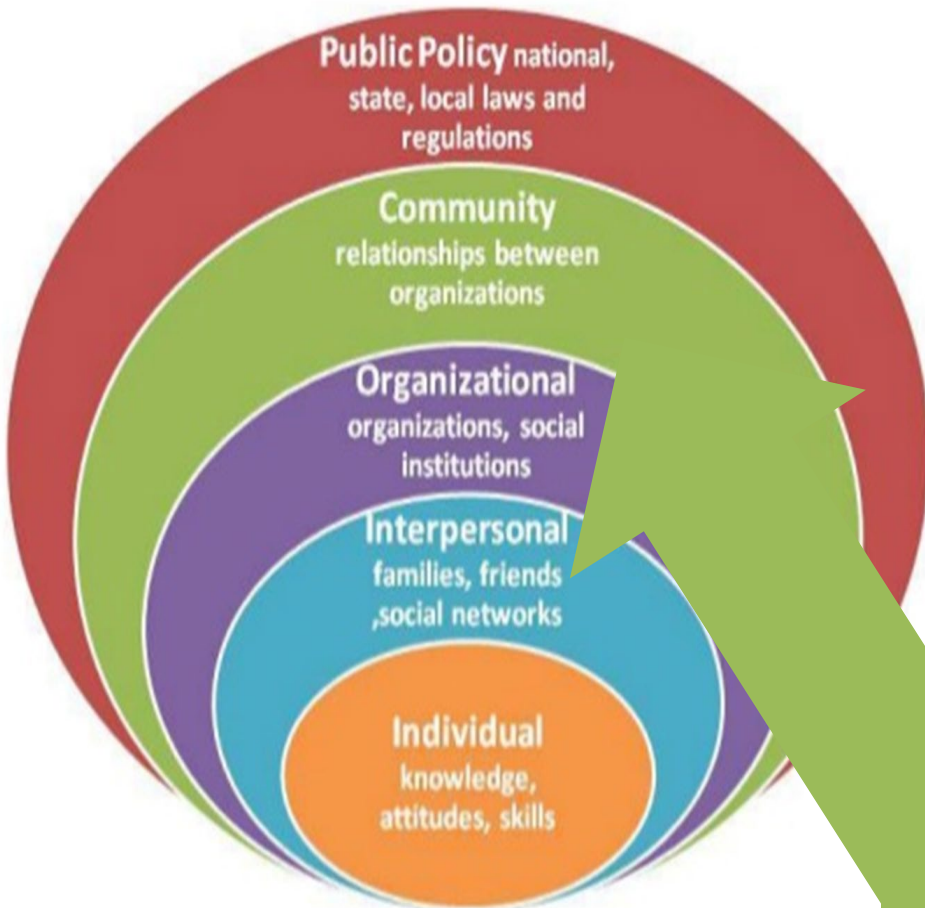 Public Policy national,
state, local laws and
regulations
Community
relationships between
organizations
Organizational
organizations, social
institutions
Interpersonal
families, friends
,social networks
Individual
knowledge,
attitudes, skills